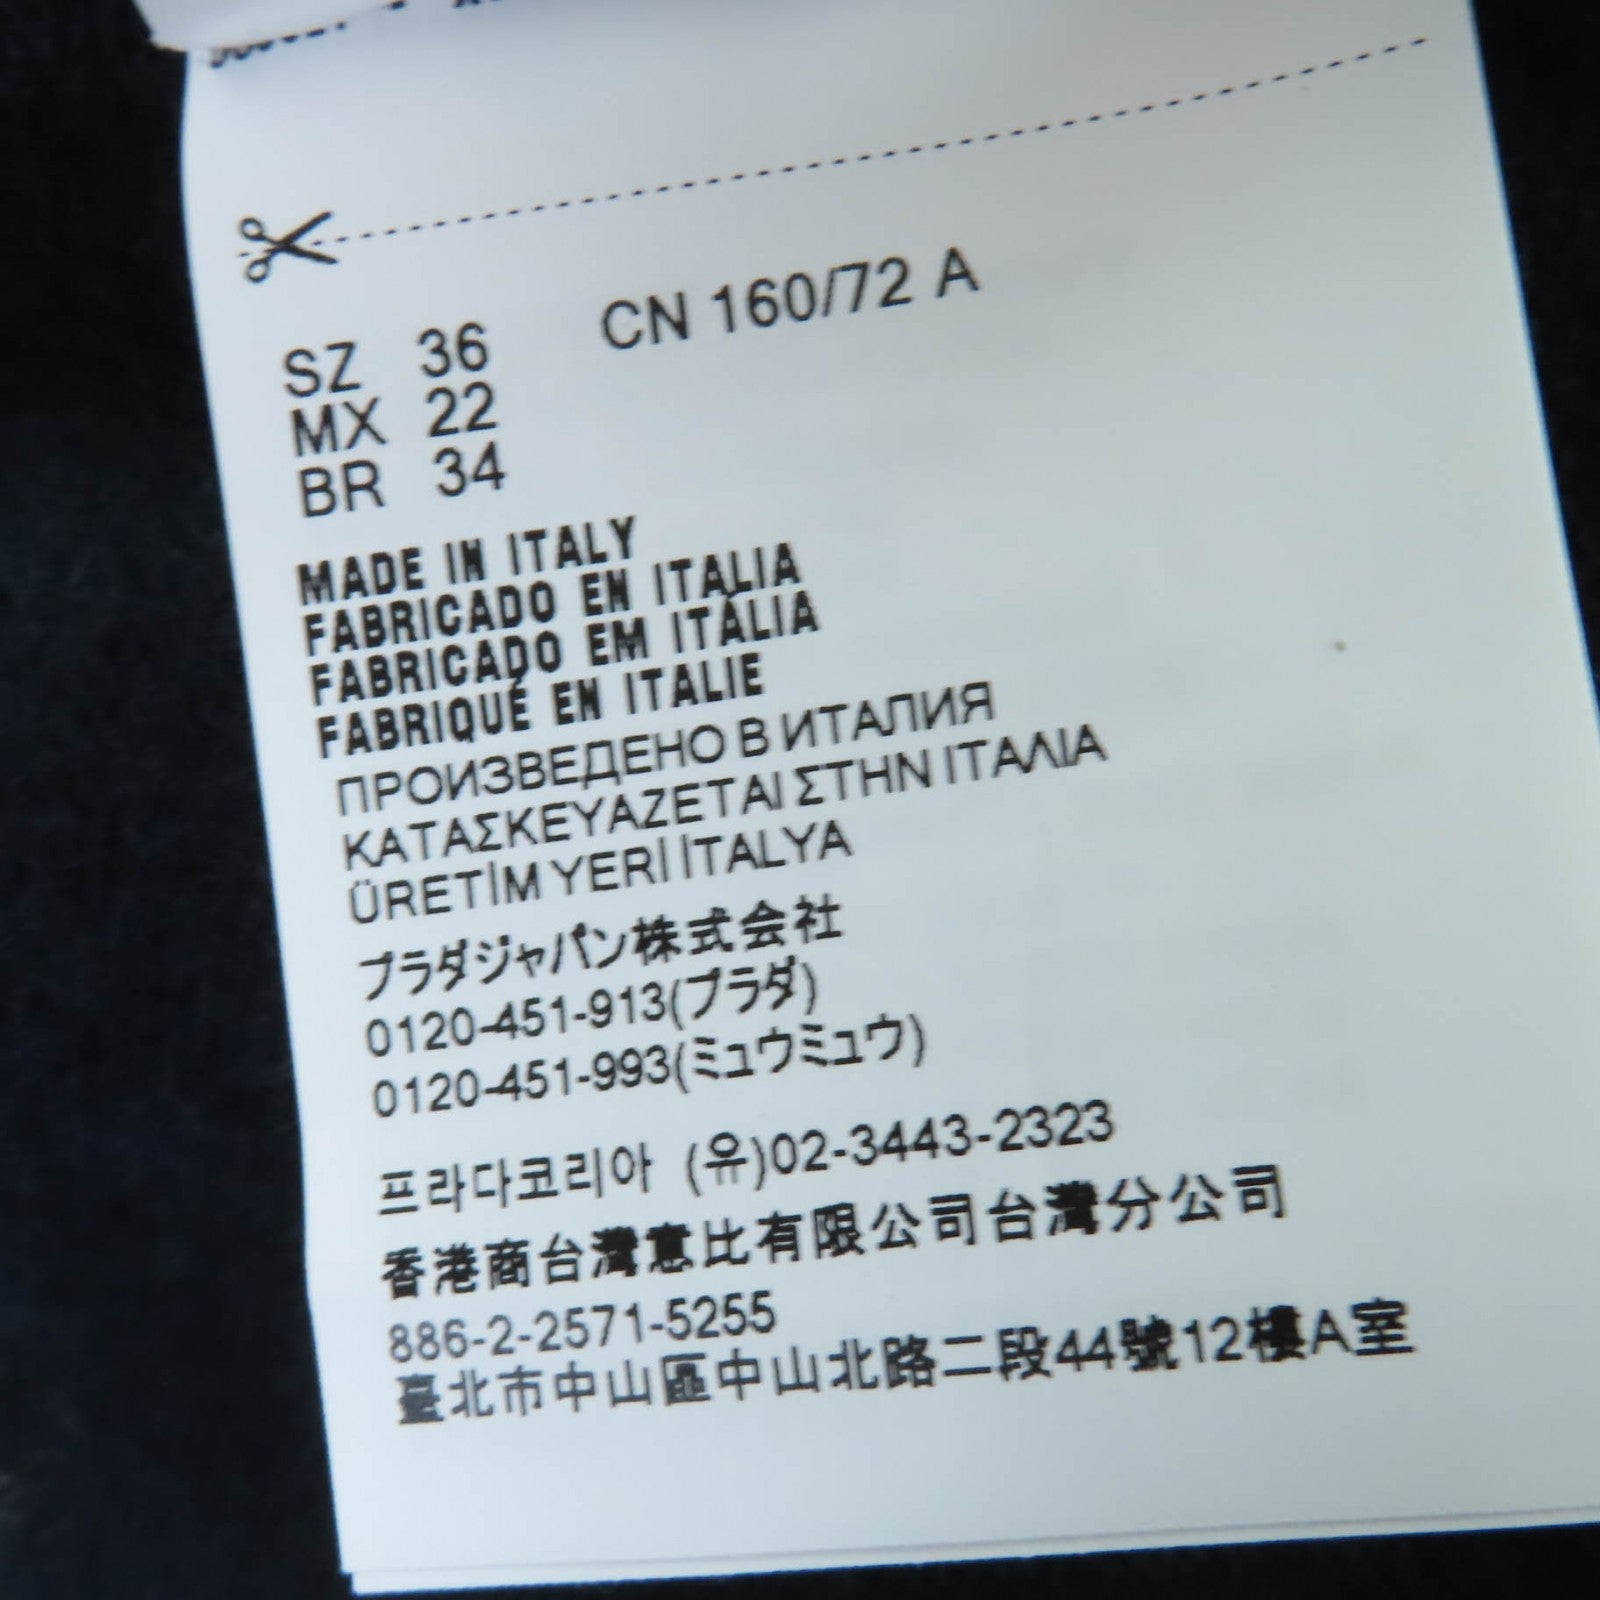 SZ 36 CN 160/72 A
MX 22
BR 34
MADE IN ITALY
FABRICADO EN ITALIA
FABRICADO EM ITÁLIA
FABRIQUÉ EN ITALIE
ПРОИЗВЕДЕНО В ИТАЛИЯ
ΚΑΤΑΣΚΕΥΑΖΕΤΑΙ ΣΤΗΝ ΙΤΑΛΙΑ
ÜRETİM YERİ İTALYA
プラダジャパン株式会社
0120-451-913(プラダ)
0120-451-993(ミュウミュウ)
프라다코리아 (유)02-3443-2323
香港商台灣意比有限公司台灣分公司
886-2-2571-5255
臺北市中山區中山北路二段44號12樓A室